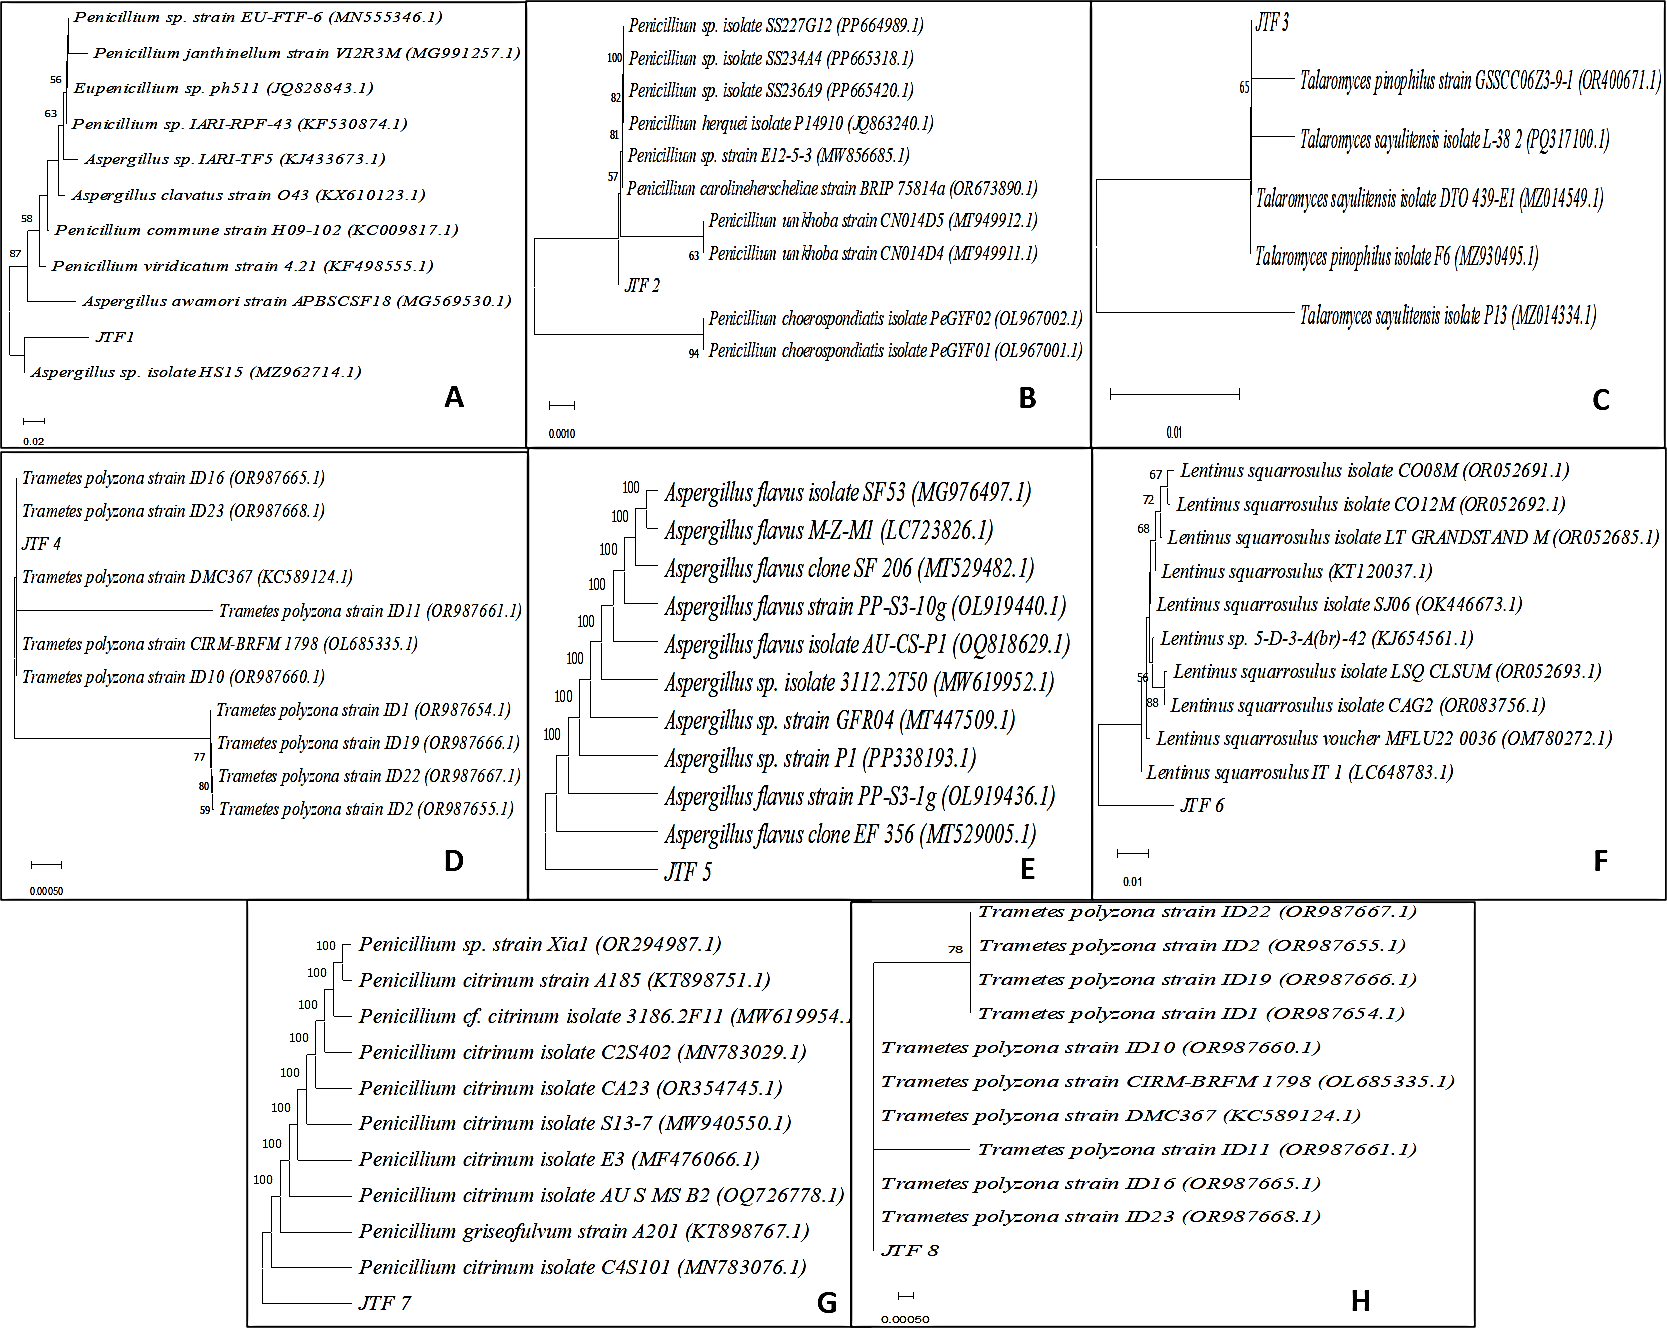 Penicillium sp. strain EU-FTF-6 (MN555346.1)
Penicillium janthinellum strain VI2R3M (MG991257.1)
56
Eupenicillium sp. ph511 (JQ828843.1)
63
Penicillium sp. IARI-RPF-43 (KF530874.1)
Aspergillus sp. IARI-TF5 (KJ433673.1)
Aspergillus clavatus strain O43 (KX610123.1)
58
Penicillium commune strain H09-102 (KC009817.1)
87
Penicillium viridicatum strain 4.21 (KF498555.1)
Aspergillus awamori strain APBSCSF18 (MG569530.1)
JTF1
Aspergillus sp. isolate HS15 (MZ962714.1)
A
0.02
Penicillium sp. isolate SS227G12 (PP664989.1)
100
Penicillium sp. isolate SS234A4 (PP665318.1)
82
Penicillium sp. isolate SS236A9 (PP665420.1)
Penicillium herquei isolate P14910 (JQ863240.1)
81
Penicillium sp. strain E12-5-3 (MW856685.1)
57
Penicillium carolineherscheliae strain BRIP 75814a (OR673890.1)
Penicillium umkhoba strain CN014D5 (MT949912.1)
63
Penicillium umkhoba strain CN014D4 (MT949911.1)
JTF 2
Penicillium choerospondiatis isolate PeGYF02 (OL967002.1)
94
Penicillium choerospondiatis isolate PeGYF01 (OL967001.1)
B
0.0010
JTF 3
65
Talaromyces pinophilus strain GSSCC06Z3-9-1 (OR400671.1)
Talaromyces sayulitensis isolate L-38 2 (PQ317100.1)
Talaromyces sayulitensis isolate DTO 439-E1 (MZ014549.1)
Talaromyces pinophilus isolate F6 (MZ930495.1)
Talaromyces sayulitensis isolate P13 (MZ014334.1)
C
0.01
Trametes polyzona strain ID16 (OR987665.1)
Trametes polyzona strain ID23 (OR987668.1)
JTF 4
Trametes polyzona strain DMC367 (KC589124.1)
Trametes polyzona strain ID11 (OR987661.1)
Trametes polyzona strain CIRM-BRFM 1798 (OL685335.1)
Trametes polyzona strain ID10 (OR987660.1)
Trametes polyzona strain ID1 (OR987654.1)
Trametes polyzona strain ID19 (OR987666.1)
77
Trametes polyzona strain ID22 (OR987667.1)
80
59
Trametes polyzona strain ID2 (OR987655.1)
D
0.00050
100
Aspergillus flavus isolate SF53 (MG976497.1)
100
Aspergillus flavus M-Z-M1 (LC723826.1)
100
Aspergillus flavus clone SF 206 (MT529482.1)
100
Aspergillus flavus strain PP-S3-10g (OL919440.1)
100
Aspergillus flavus isolate AU-CS-P1 (OQ818629.1)
100
Aspergillus sp. isolate 3112.2T50 (MW619952.1)
100
Aspergillus sp. strain GFR04 (MT447509.1)
100
Aspergillus sp. strain P1 (PP338193.1)
Aspergillus flavus strain PP-S3-1g (OL919436.1)
Aspergillus flavus clone EF 356 (MT529005.1)
JTF 5
E
67
Lentinus squarrosulus isolate CO08M (OR052691.1)
72
Lentinus squarrosulus isolate CO12M (OR052692.1)
68
Lentinus squarrosulus isolate LT GRANDSTAND M (OR052685.1)
Lentinus squarrosulus (KT120037.1)
Lentinus squarrosulus isolate SJ06 (OK446673.1)
Lentinus sp. 5-D-3-A(br)-42 (KJ654561.1)
56
Lentinus squarrosulus isolate LSQ CLSUM (OR052693.1)
88
Lentinus squarrosulus isolate CAG2 (OR083756.1)
Lentinus squarrosulus voucher MFLU22 0036 (OM780272.1)
Lentinus squarrosulus IT 1 (LC648783.1)
JTF 6
F
0.01
100
Penicillium sp. strain Xia1 (OR294987.1)
100
Penicillium citrinum strain A185 (KT898751.1)
100
Penicillium cf. citrinum isolate 3186.2F11 (MW619954.1
100
Penicillium citrinum isolate C2S402 (MN783029.1)
100
Penicillium citrinum isolate CA23 (OR354745.1)
100
Penicillium citrinum isolate S13-7 (MW940550.1)
100
Penicillium citrinum isolate E3 (MF476066.1)
100
Penicillium citrinum isolate AU S MS B2 (OQ726778.1)
Penicillium griseofulvum strain A201 (KT898767.1)
Penicillium citrinum isolate C4S101 (MN783076.1)
JTF 7
G
Trametes polyzona strain ID22 (OR987667.1)
78
Trametes polyzona strain ID2 (OR987655.1)
Trametes polyzona strain ID19 (OR987666.1)
Trametes polyzona strain ID1 (OR987654.1)
Trametes polyzona strain ID10 (OR987660.1)
Trametes polyzona strain CIRM-BRFM 1798 (OL685335.1)
Trametes polyzona strain DMC367 (KC589124.1)
Trametes polyzona strain ID11 (OR987661.1)
Trametes polyzona strain ID16 (OR987665.1)
Trametes polyzona strain ID23 (OR987668.1)
JTF 8
H
0.00050